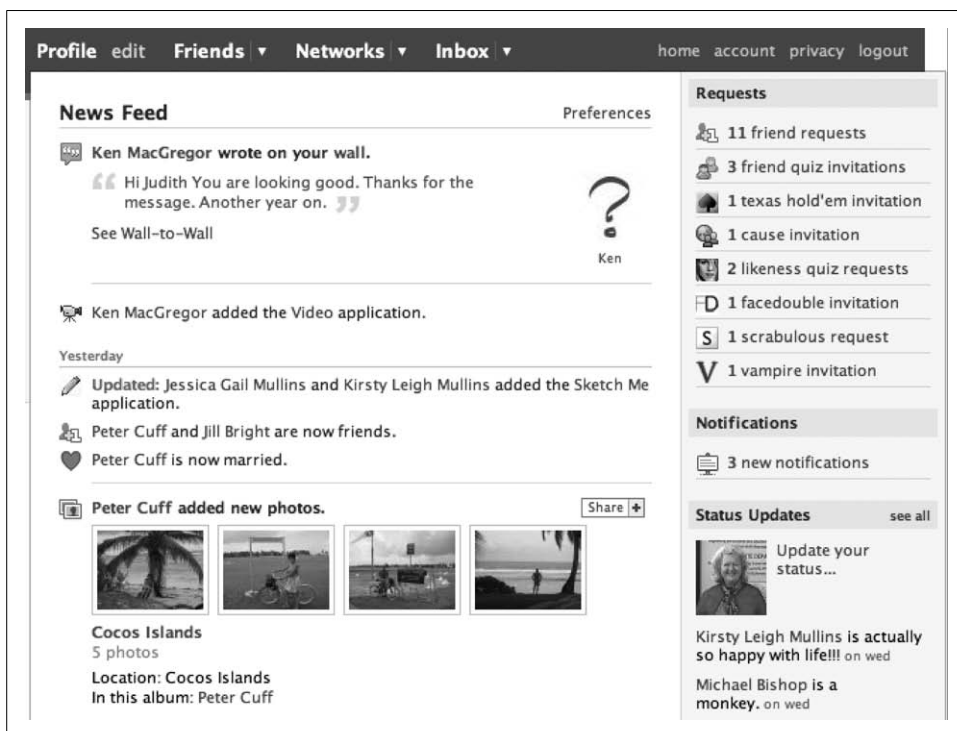 Profile edit Friends Networks Inbox home account privacy logout
News Feed Preferences
Ken MacGregor wrote on your wall.
Hi Judith You are looking good. Thanks for the
message. Another year on.
See Wall-to-Wall
Ken
Ken MacGregor added the Video application.
Yesterday
Updated: Jessica Gail Mullins and Kirsty Leigh Mullins added the Sketch Me
application.
Peter Cuff and Jill Bright are now friends.
Peter Cuff is now married.
Peter Cuff added new photos. Share +
Cocos Islands
5 photos
Location: Cocos Islands
In this album: Peter Cuff
Requests
11 friend requests
3 friend quiz invitations
1 texas hold'em invitation
1 cause invitation
2 likeness quiz requests
FD 1 facedouble invitation
S 1 scrabulous request
V 1 vampire invitation
Notifications
3 new notifications
Status Updates see all
Update your
status...
Kirsty Leigh Mullins is actually
so happy with life!!! on wed
Michael Bishop is a
monkey. on wed